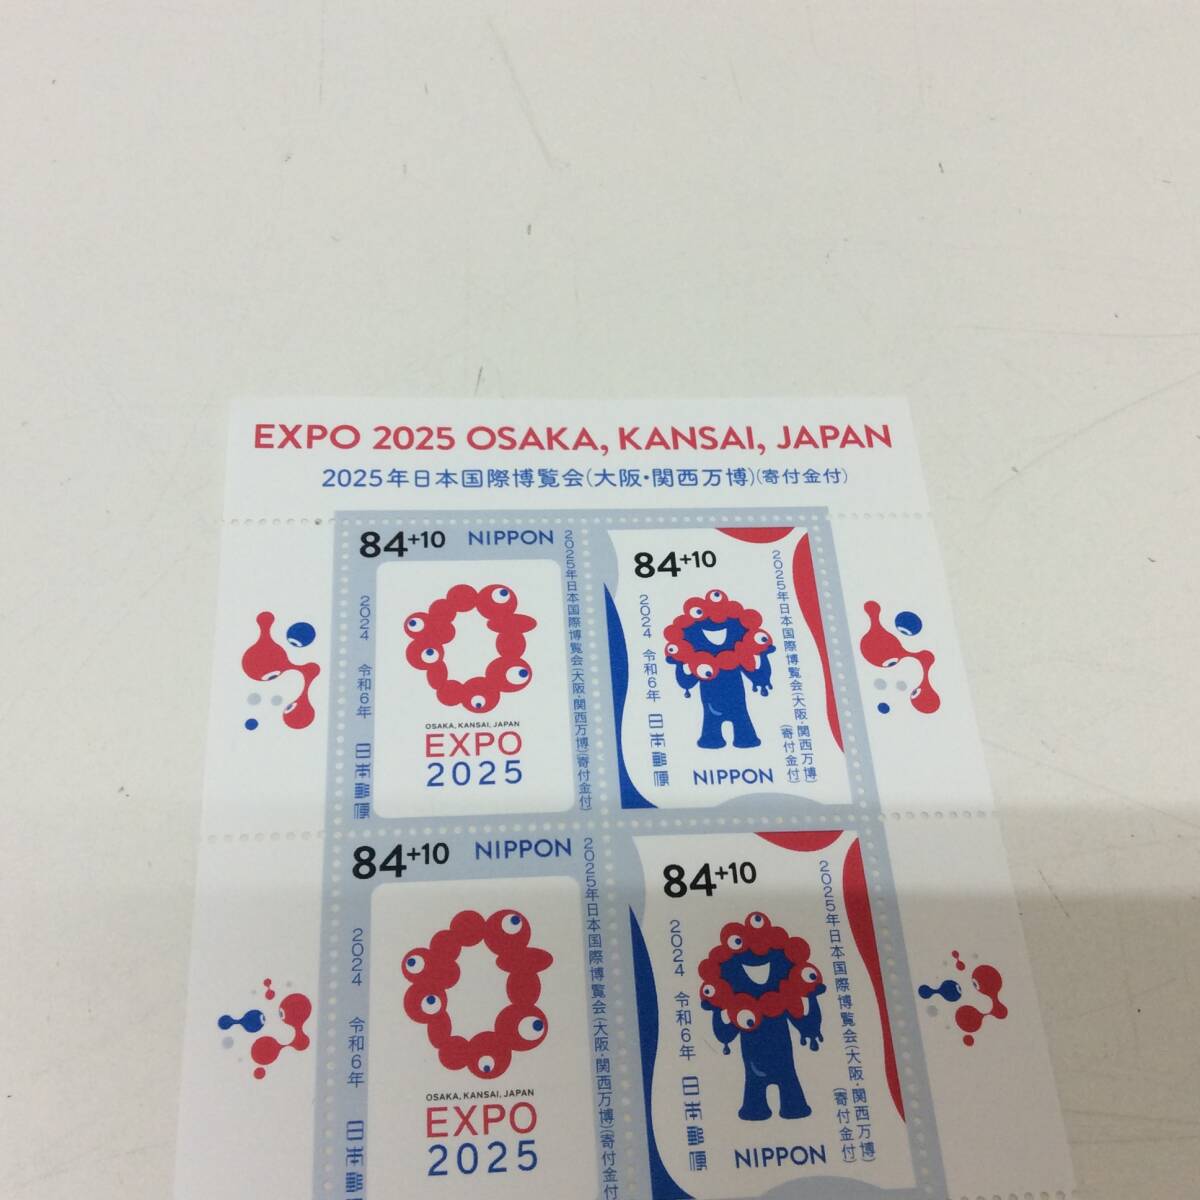 EXPO 2025 OSAKA, KANSAI, JAPAN
2025年日本国際博覧会(大阪・関西万博)(寄付金付)
84+10 NIPPON
2025年日本国際博覧会(大阪・関西万博)(寄付金付)
2024 令和6年 日本郵便
OSAKA, KANSAI, JAPAN
EXPO
2025
84+10
2025年日本国際博覧会(大阪・関西万博)
(寄付金付)
2024 令和6年 日本郵便
NIPPON
84+10 NIPPON
2025年日本国際博覧会(大阪・関西万博)(寄付金付
2024 令和6年 日本
OSAKA, KANSAI, JAPAN
EXPO
2025
84+10
2025年日本国際博覧会(大阪・関西万博)
(寄付金付)
2024 令和6年 日本郵便
NIPPON